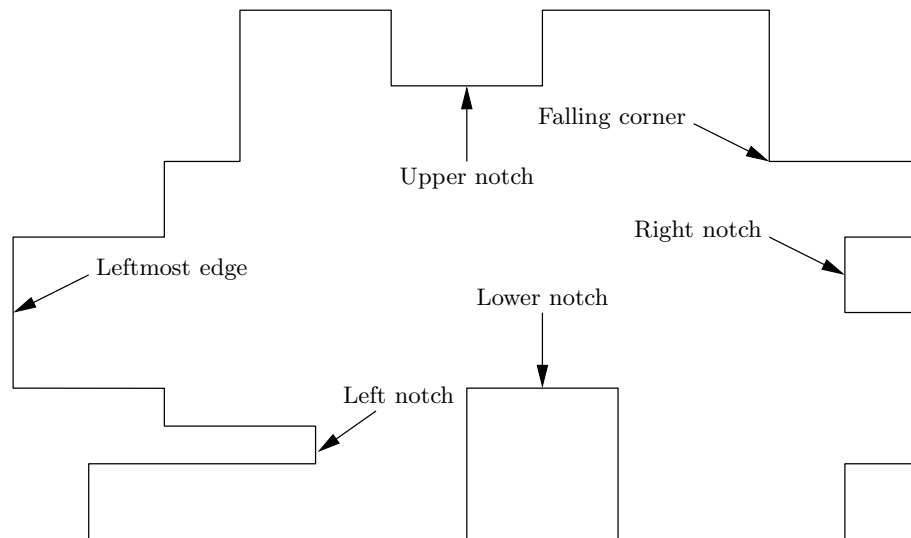 Falling corner
Upper notch
Right notch
Leftmost edge
Lower notch
Left notch